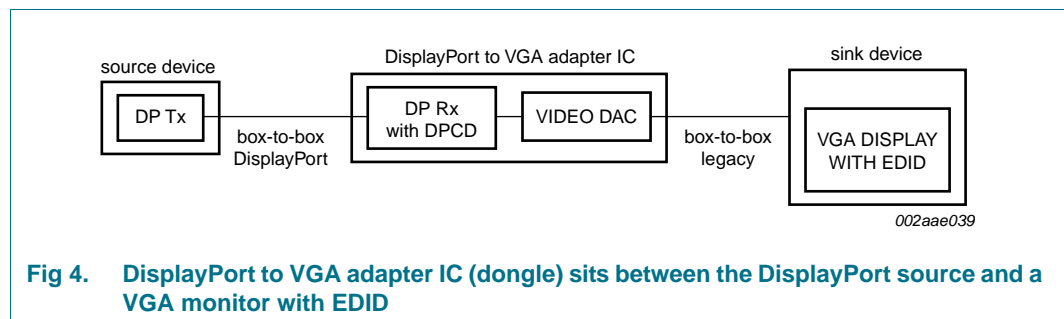 source device
DP Tx
box-to-box
DisplayPort
DisplayPort to VGA adapter IC
DP Rx
with DPCD
VIDEO DAC
box-to-box
legacy
sink device
VGA DISPLAY
WITH EDID
002aae039
Fig 4. DisplayPort to VGA adapter IC (dongle) sits between the DisplayPort source and a
VGA monitor with EDID